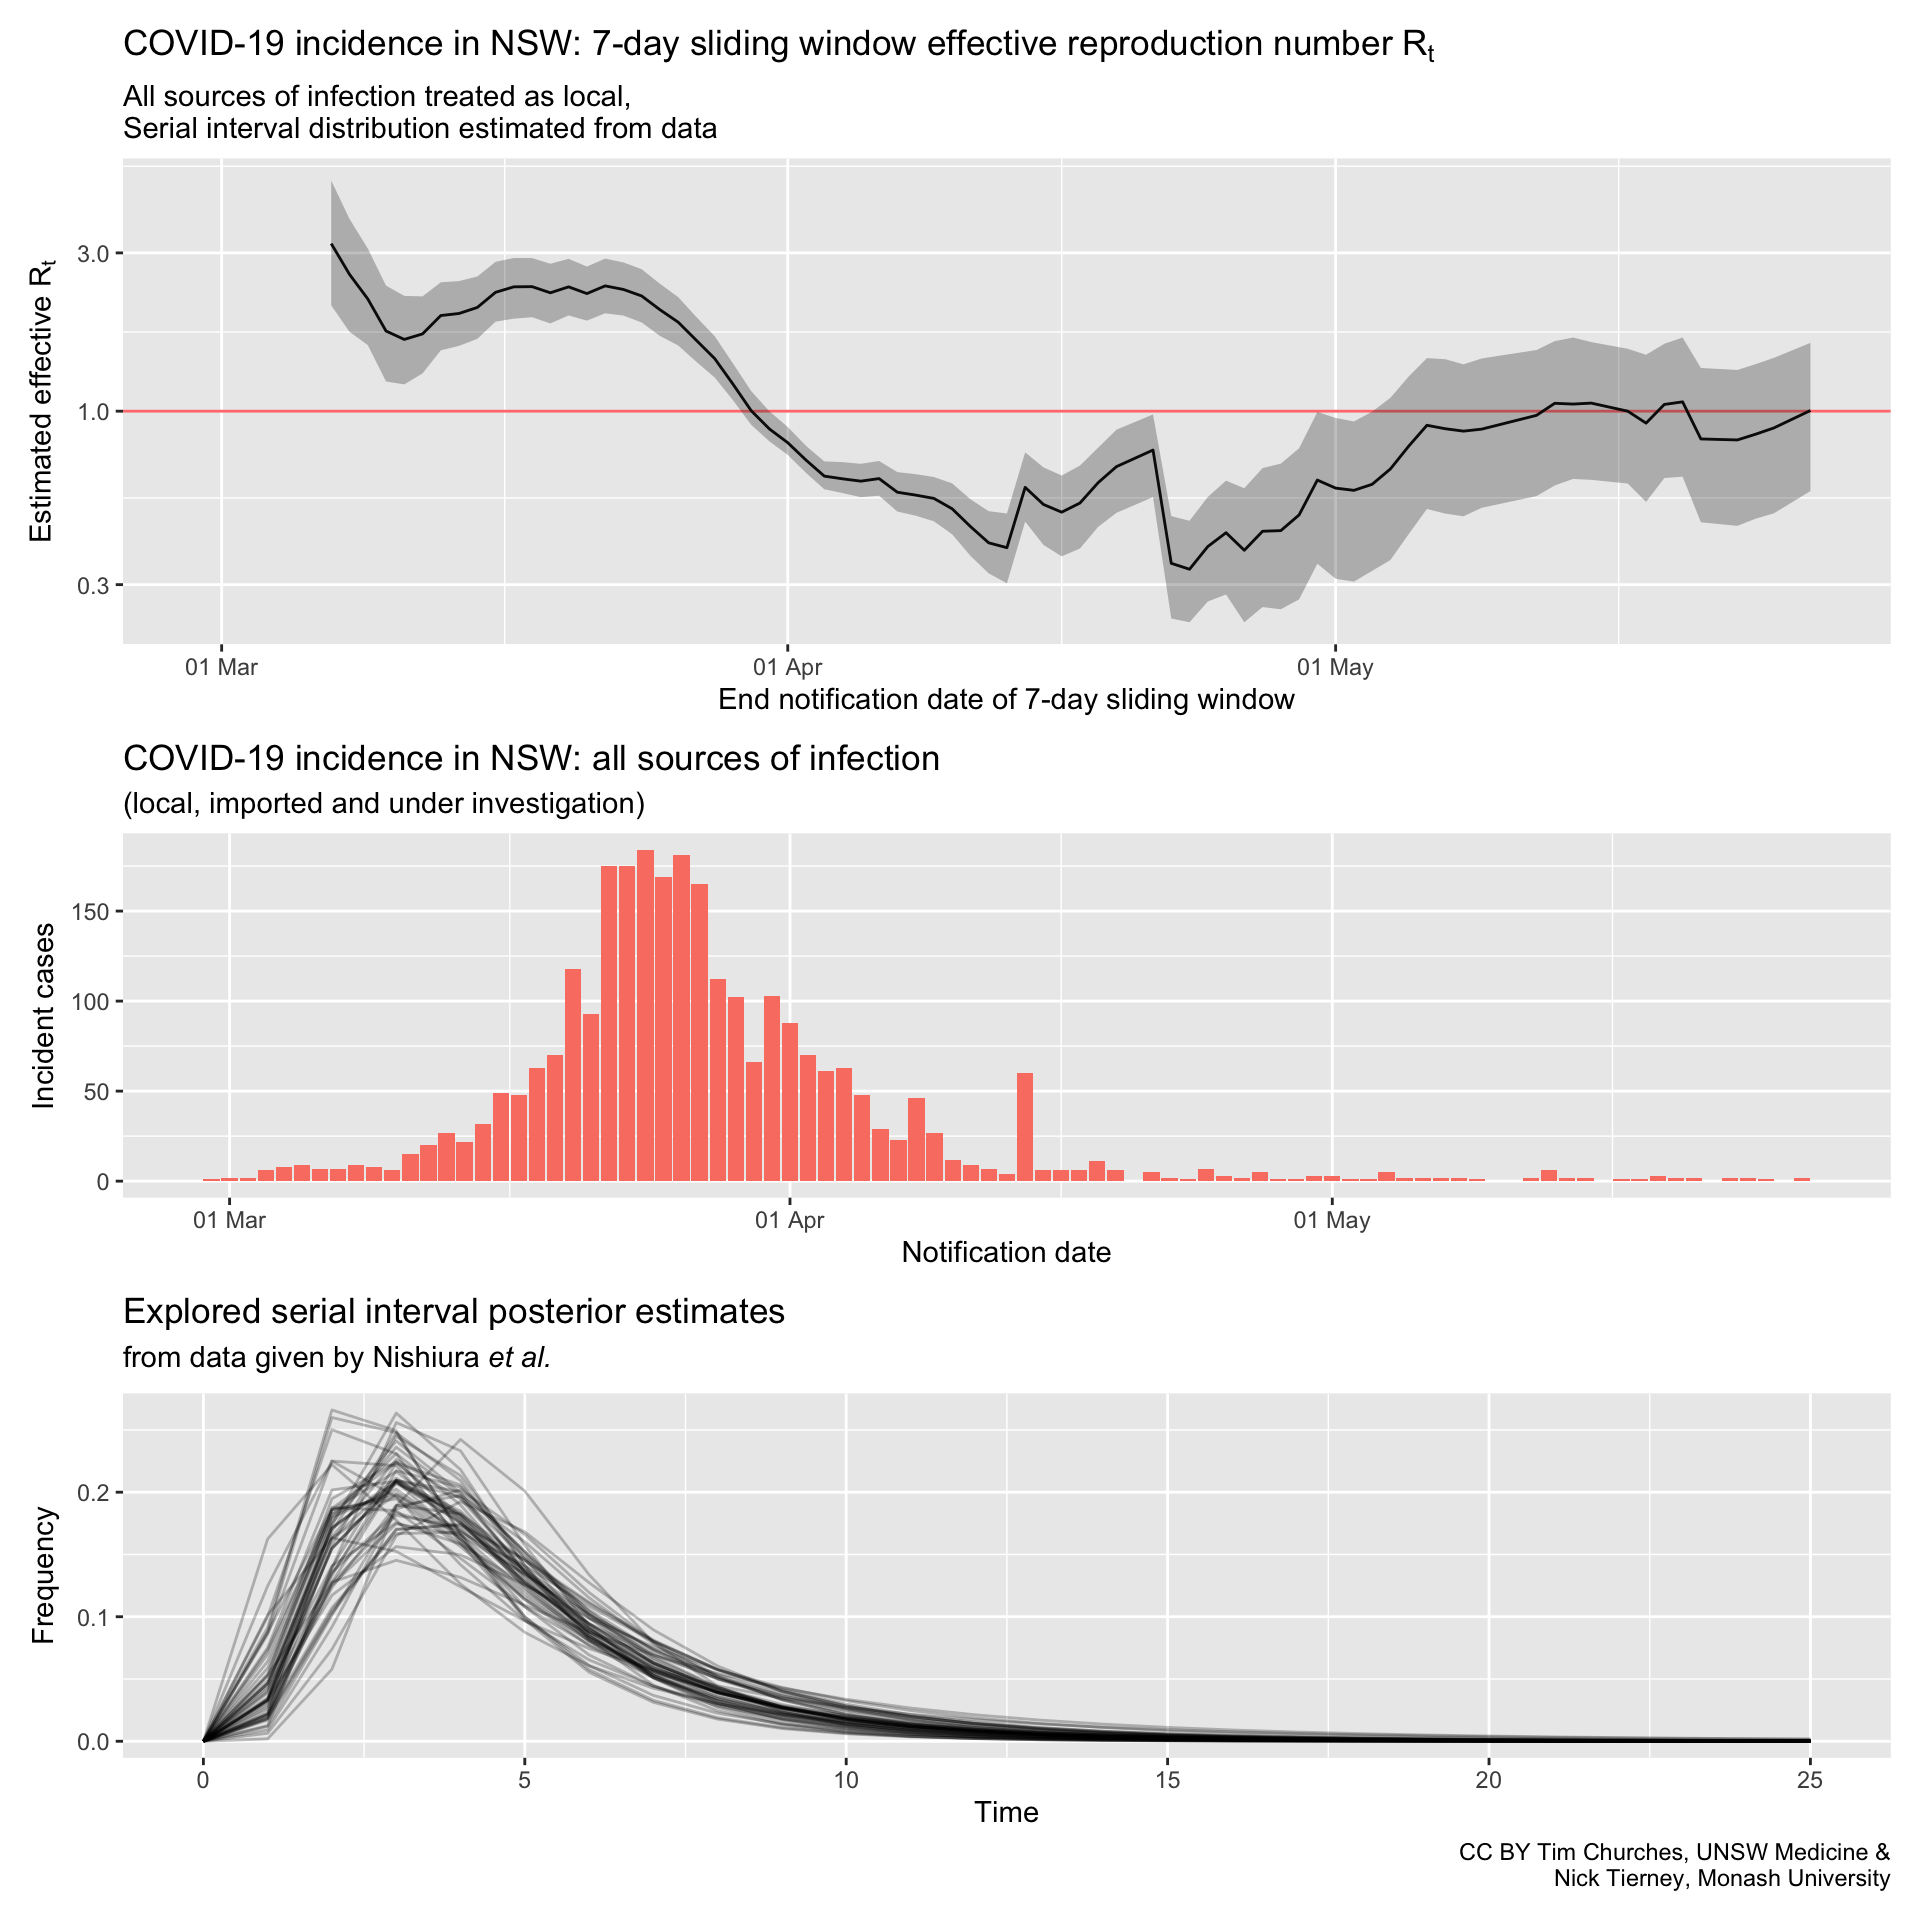 COVID-19 incidence in NSW: 7-day sliding window effective reproduction number Rt
All sources of infection treated as local,
Serial interval distribution estimated from data
Estimated effective Rt
3.0
1.0
0.3
01 Mar 01 Apr 01 May
End notification date of 7-day sliding window
COVID-19 incidence in NSW: all sources of infection
(local, imported and under investigation)
Incident cases
150
100
50
0
01 Mar 01 Apr 01 May
Notification date
Explored serial interval posterior estimates
from data given by Nishiura et al.
Frequency
0.2
0.1
0.0
0 5 10 15 20 25
Time
CC BY Tim Churches, UNSW Medicine &
Nick Tierney, Monash University